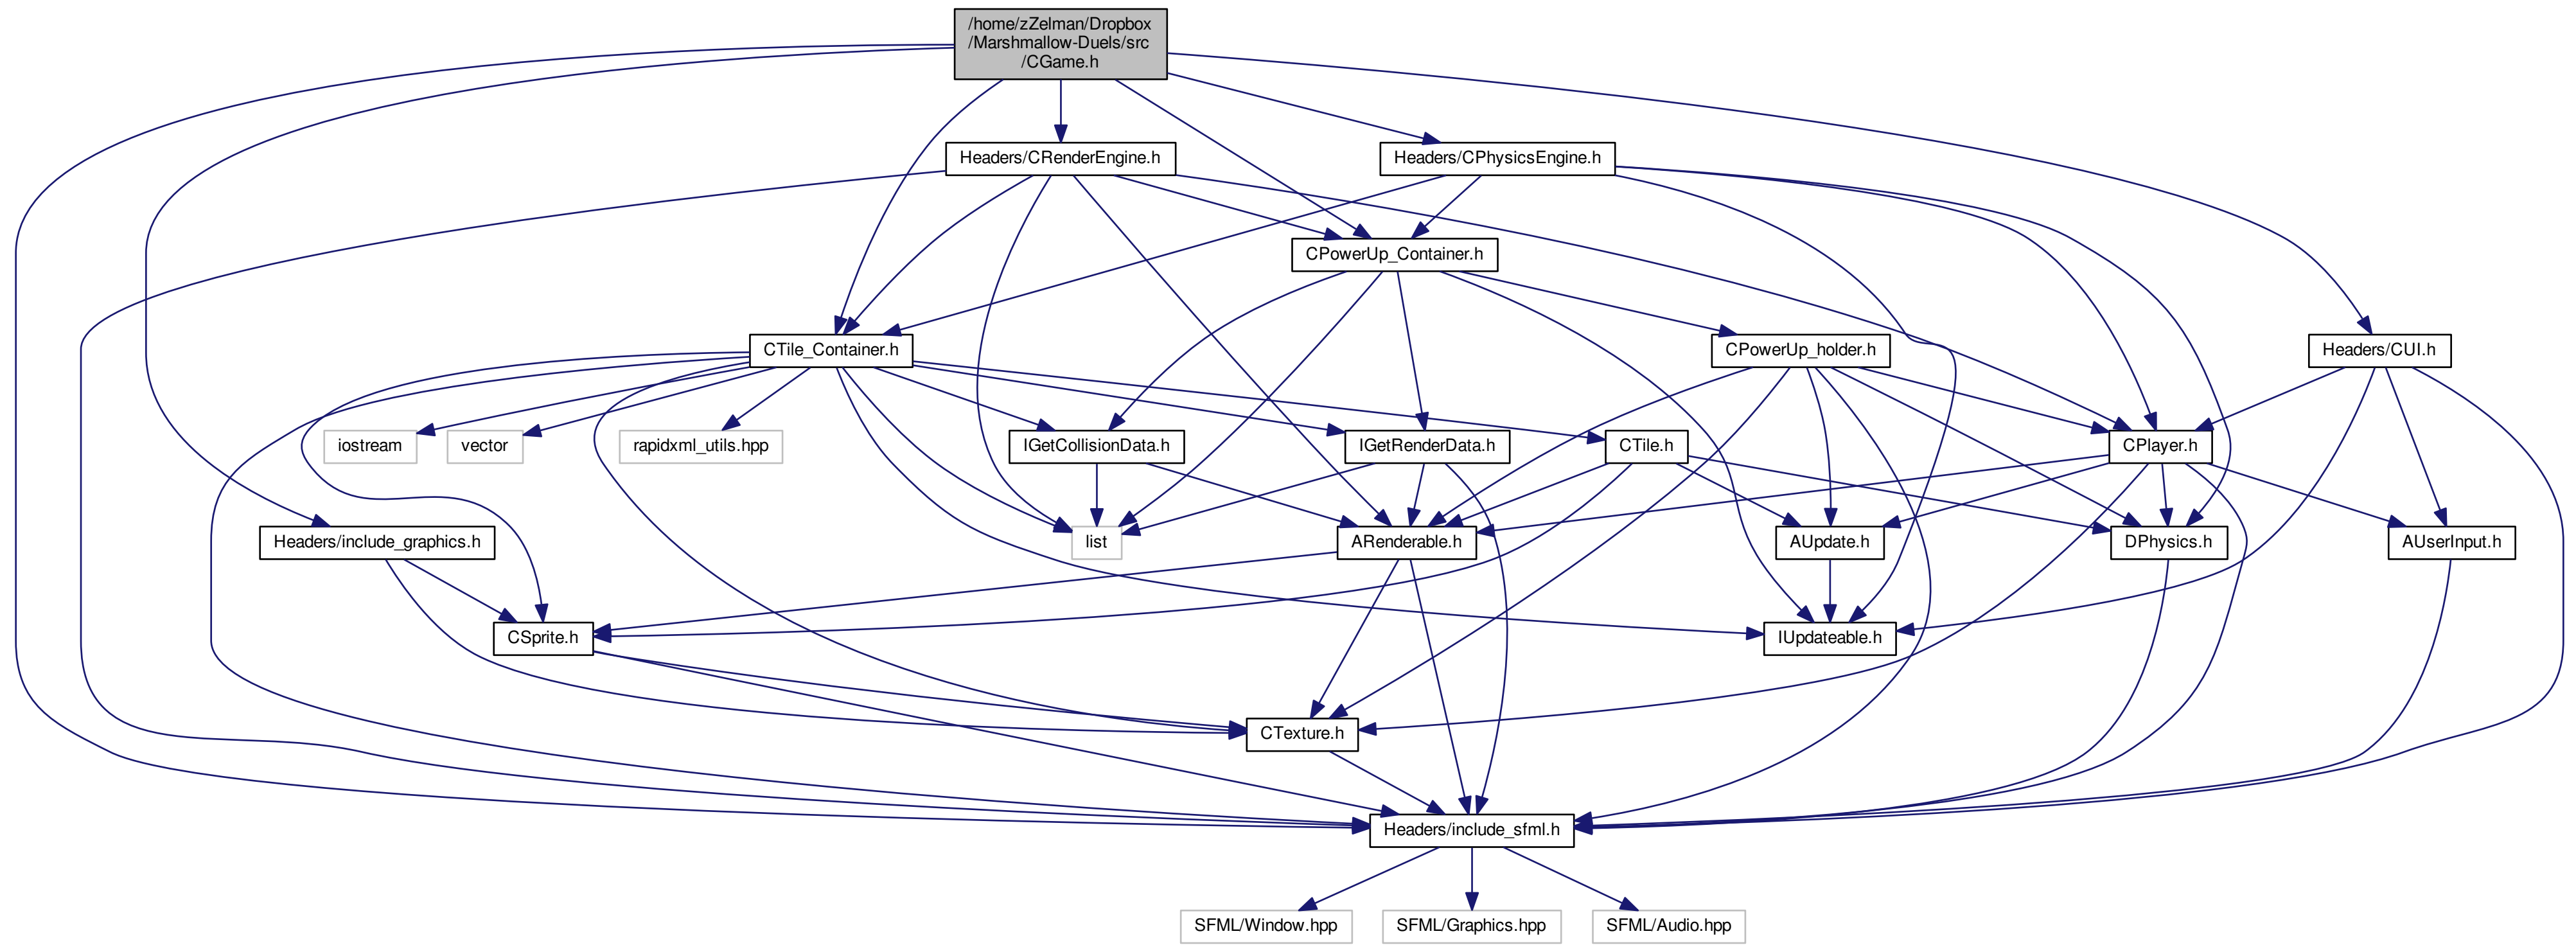 /home/zZelman/Dropbox
/Marshmallow-Duels/src
/CGame.h
Headers/CRenderEngine.h
Headers/CPhysicsEngine.h
CPowerUp_Container.h
CTile_Container.h
CPowerUp_holder.h
Headers/CUI.h
iostream
vector
rapidxml_utils.hpp
IGetCollisionData.h
IGetRenderData.h
CTile.h
CPlayer.h
Headers/include_graphics.h
list
ARenderable.h
AUpdate.h
DPhysics.h
AUserInput.h
CSprite.h
IUpdateable.h
CTexture.h
Headers/include_sfml.h
SFML/Window.hpp
SFML/Graphics.hpp
SFML/Audio.hpp